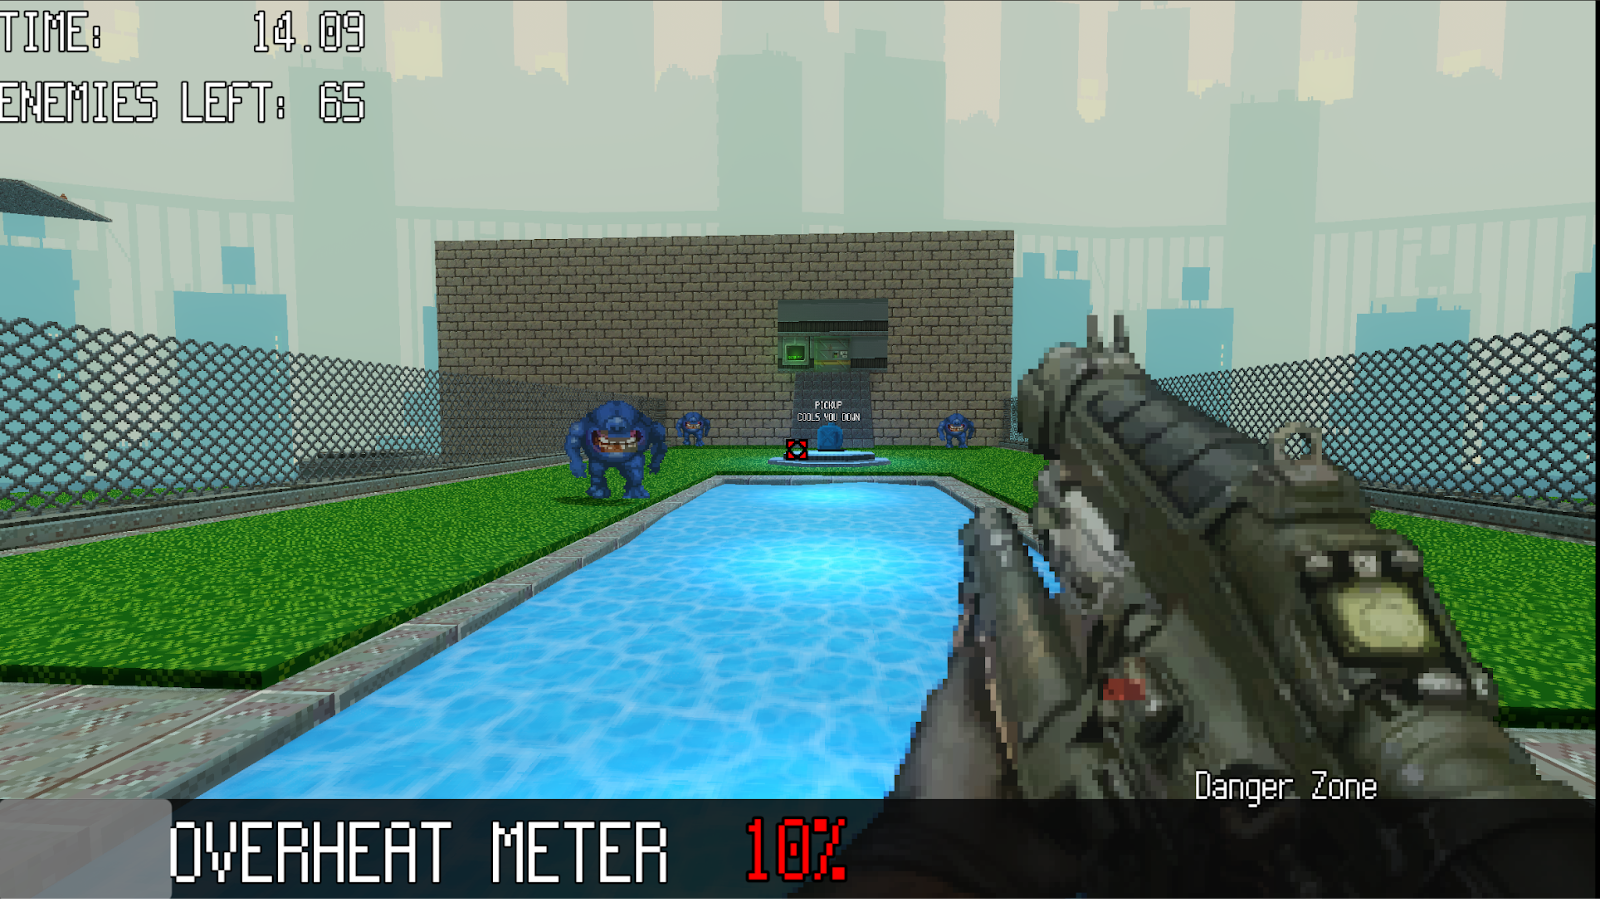 TIME: 14.09
ENEMIES LEFT: 65
PICKUP
COOLS YOU DOWN
Danger Zone
OVERHEAT METER 10%